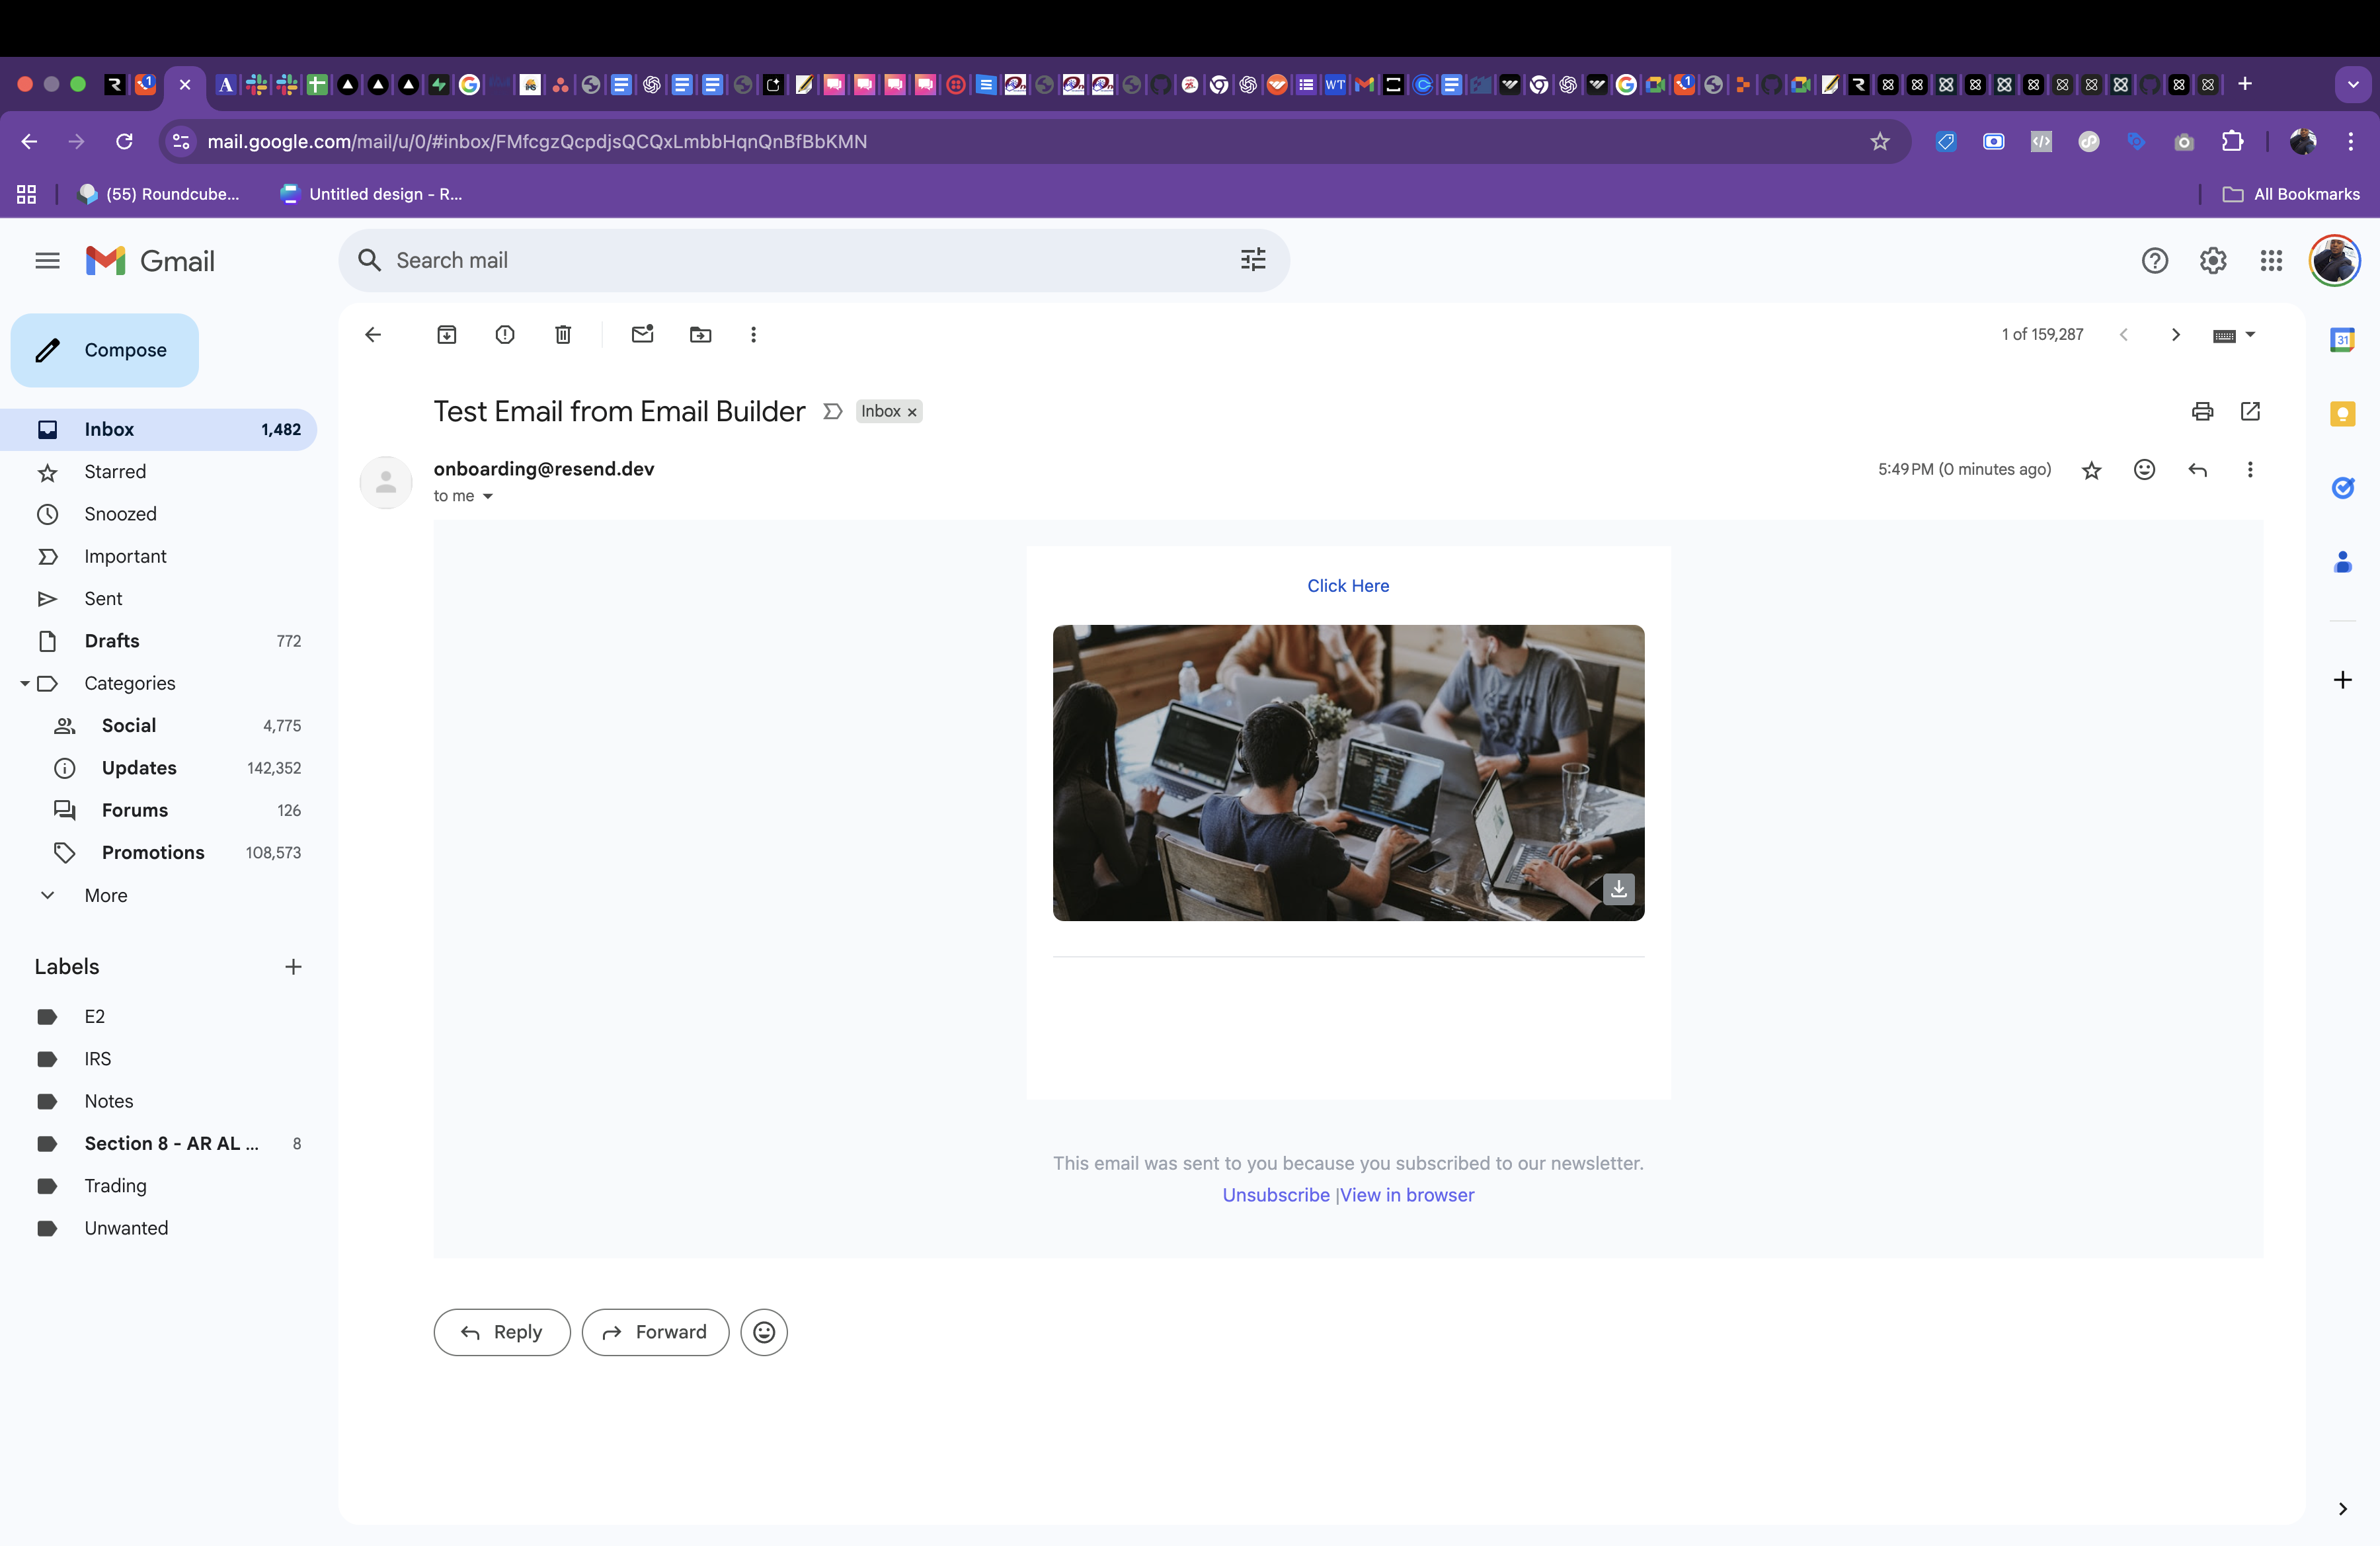 mail.google.com/mail/u/0/#inbox/FMfcgzQcpdjsQCQxLmbbHqnQnBfBbKMN
(55) Roundcube...
Untitled design - R...
All Bookmarks
Gmail
Search mail
Compose
1 of 159,287
Test Email from Email Builder
Inbox
Inbox 1,482
Starred
Snoozed
Important
Sent
Drafts 772
Categories
Social 4,775
Updates 142,352
Forums 126
Promotions 108,573
More
Labels
E2
IRS
Notes
Section 8 - AR AL ... 8
Trading
Unwanted
onboarding@resend.dev
5:49 PM (0 minutes ago)
to me
Click Here
This email was sent to you because you subscribed to our newsletter.
Unsubscribe |View in browser
Reply
Forward
31
WT
1
1